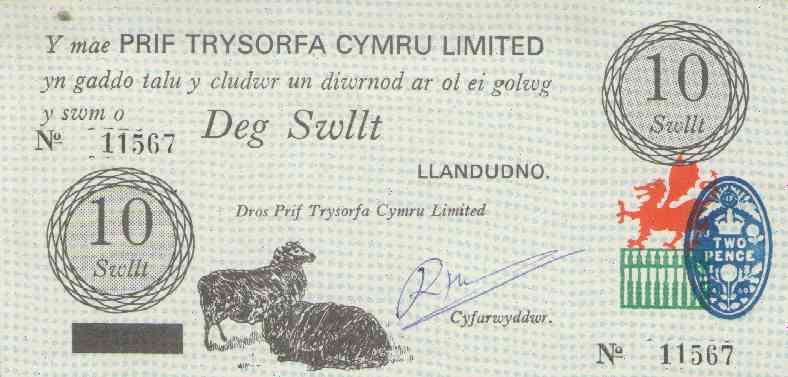 Y mae PRIF TRYSORFA CYMRU LIMITED
yn gaddo talu y cludwr un diwrnod ar ol ei golwg
y swm o
Nº 11567
Deg Swllt
10
Swllt
LLANDUDNO.
10
Swllt
Dros Prif Trysorfa Cymru Limited
TWO
PENCE
Cyfarwyddwr.
Nº 11567